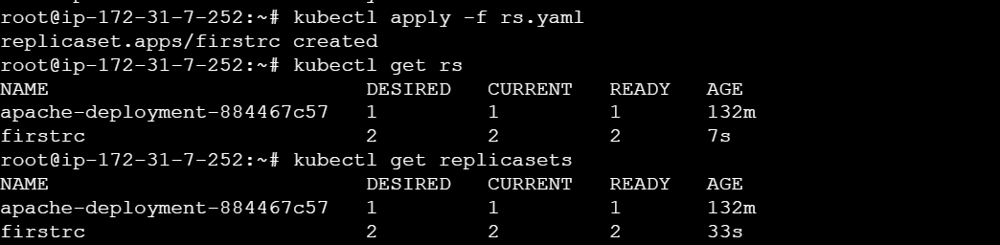 root@ip-172-31-7-252:~# kubectl apply -f rs.yaml
replicaset.apps/firstrc created
root@ip-172-31-7-252:~# kubectl get rs
NAME DESIRED CURRENT READY AGE
apache-deployment-884467c57 1 1 1 132m
firstrc 2 2 2 7s
root@ip-172-31-7-252:~# kubectl get replicasets
NAME DESIRED CURRENT READY AGE
apache-deployment-884467c57 1 1 1 132m
firstrc 2 2 2 33s